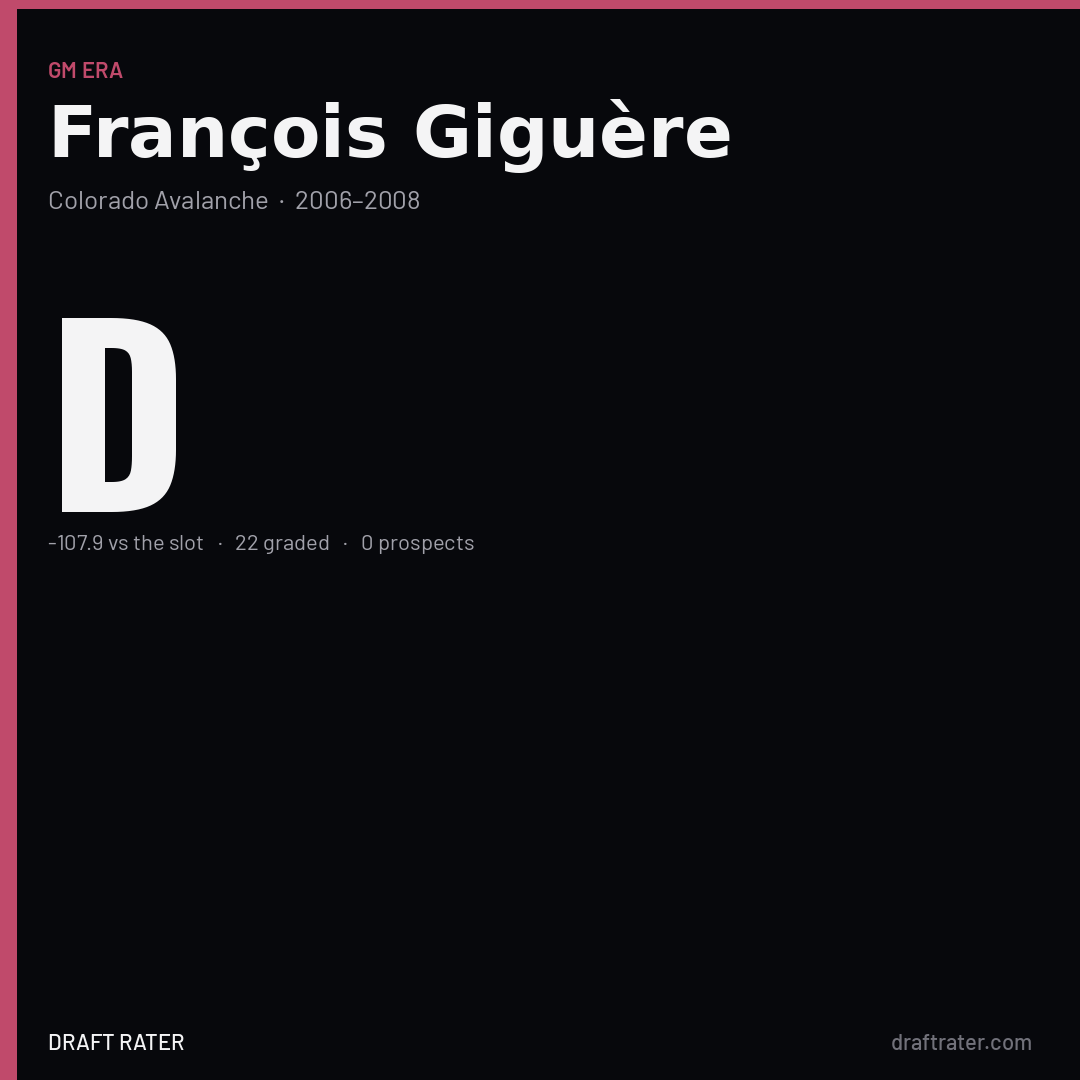 GM ERA
François Giguère
Colorado Avalanche · 2006–2008
D
-107.9 vs the slot · 22 graded · 0 prospects
DRAFT RATER
draftrater.com